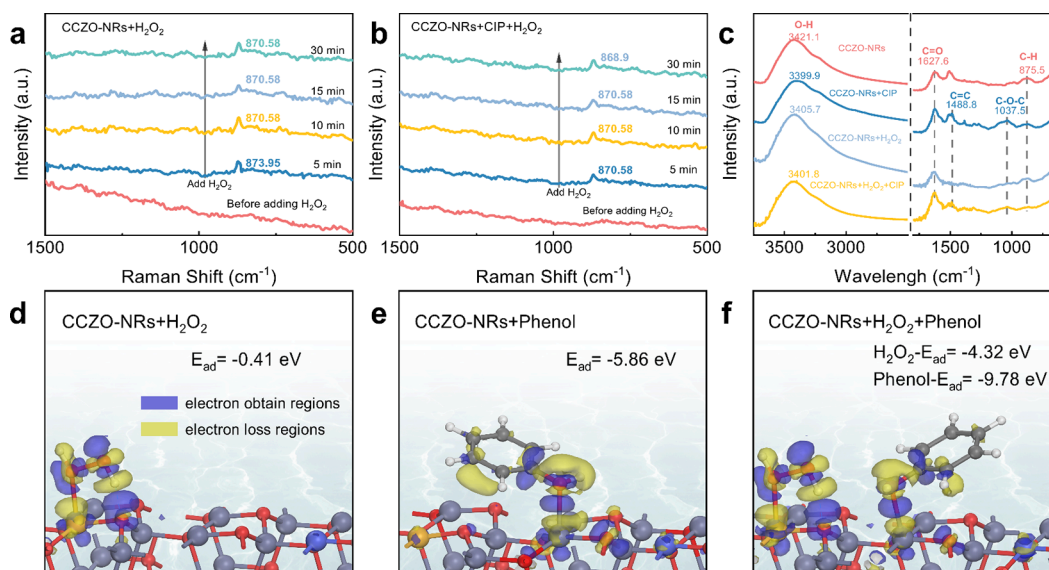 a
CCZO-NRs+H₂O₂
870.58
30 min
870.58
15 min
870.58
10 min
873.95
5 min
Add H₂O₂
Before adding H₂O₂
Intensity (a.u.)
1500
1000
500
Raman Shift (cm⁻¹)
b
CCZO-NRs+CIP+H₂O₂
868.9
30 min
870.58
15 min
870.58
10 min
870.58
5 min
Add H₂O₂
Before adding H₂O₂
Intensity (a.u.)
1500
1000
500
Raman Shift (cm⁻¹)
c
O-H
3421.1
CCZO-NRs
C=O
1627.6
C-H
875.5
3399.9
CCZO-NRs+CIP
C=C
1488.8
C-O-C
1037.5
3405.7
CCZO-NRs+H₂O₂
3401.8
CCZO-NRs+H₂O₂+CIP
Intensity (a.u.)
3500
3000
1500
1000
Wavelengh (cm⁻¹)
d
CCZO-NRs+H₂O₂
E_ad= -0.41 eV
electron obtain regions
electron loss regions
e
CCZO-NRs+Phenol
E_ad= -5.86 eV
f
CCZO-NRs+H₂O₂+Phenol
H₂O₂-E_ad= -4.32 eV
Phenol-E_ad= -9.78 eV